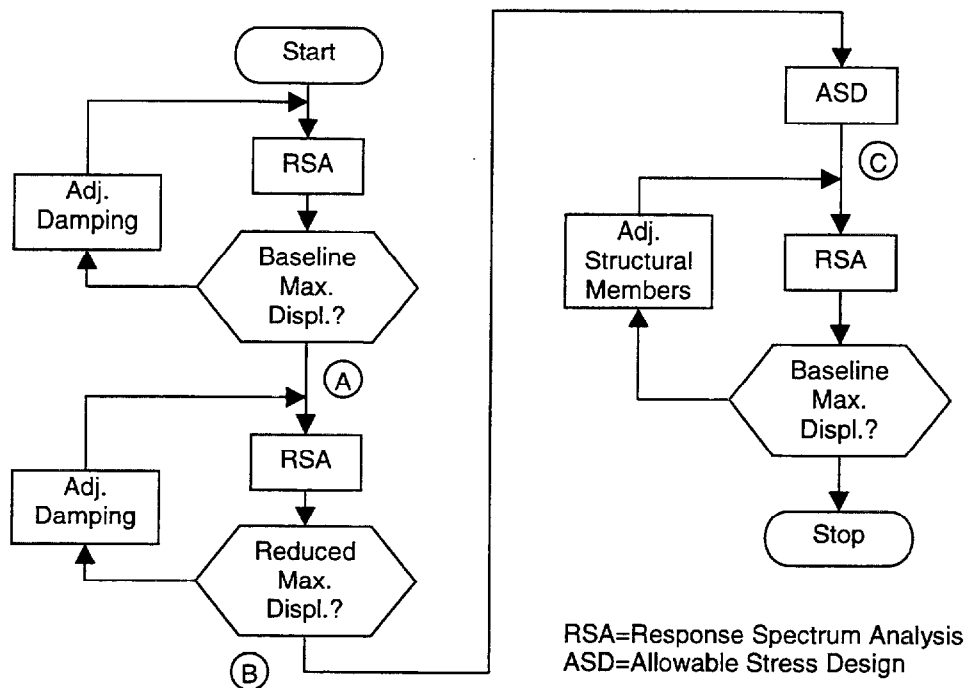 Start
RSA
Adj.
Damping
Baseline
Max.
Displ.?
A
RSA
Adj.
Damping
Reduced
Max.
Displ.?
B
ASD
C
Adj.
Structural
Members
RSA
Baseline
Max.
Displ.?
Stop
RSA=Response Spectrum Analysis
ASD=Allowable Stress Design